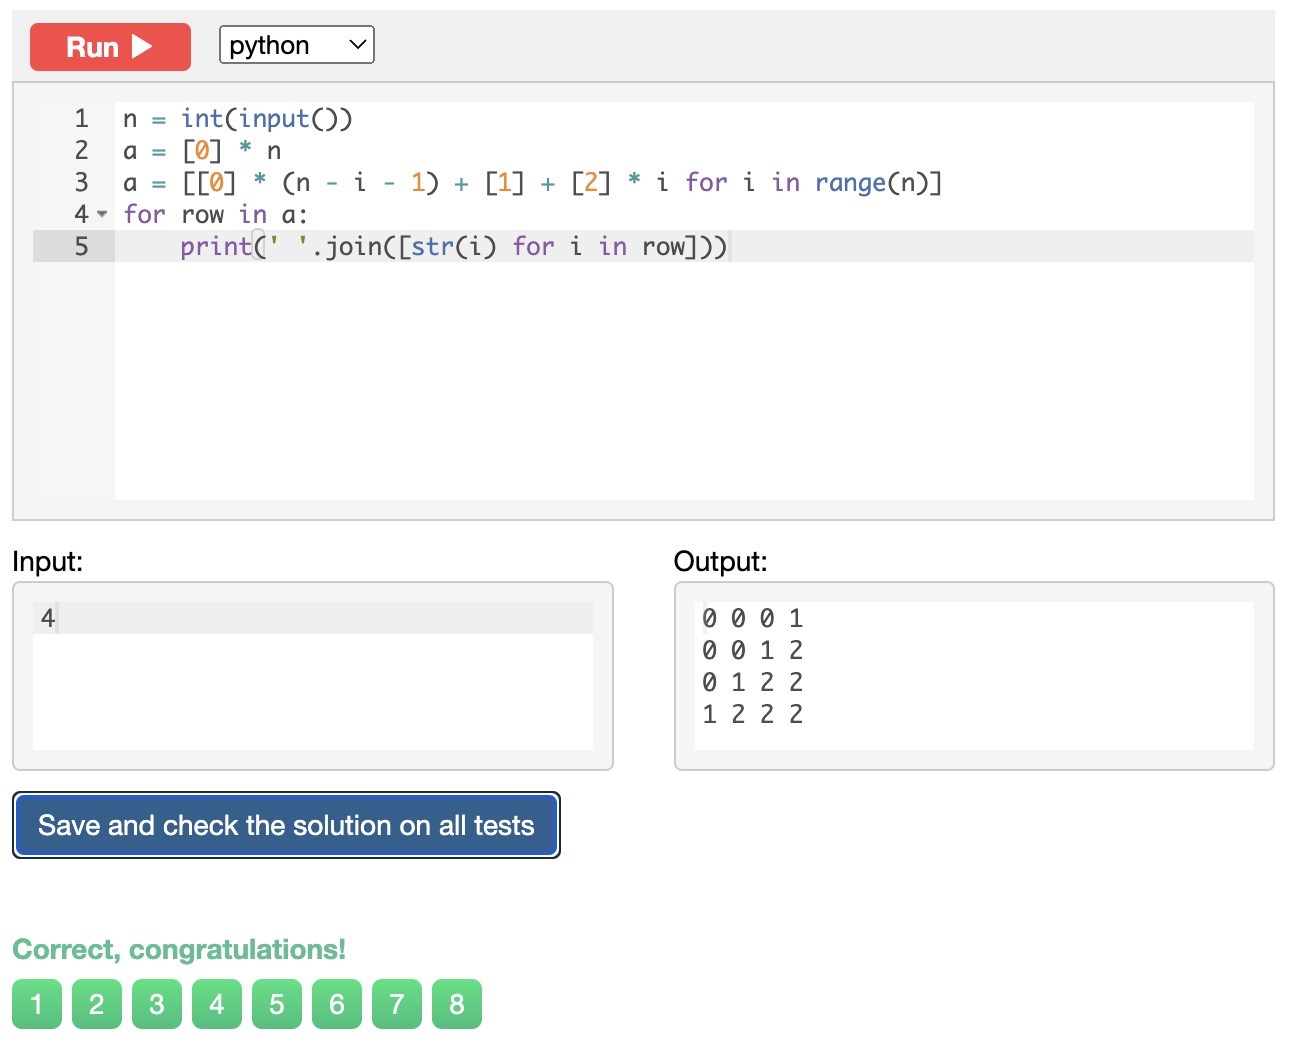 Run ▶ python
1 n = int(input())
2 a = [0] * n
3 a = [[0] * (n - i - 1) + [1] + [2] * i for i in range(n)]
4 for row in a:
5     print(' '.join([str(i) for i in row]))
Input:
4
Output:
0 0 0 1
0 0 1 2
0 1 2 2
1 2 2 2
Save and check the solution on all tests
Correct, congratulations!
1 2 3 4 5 6 7 8